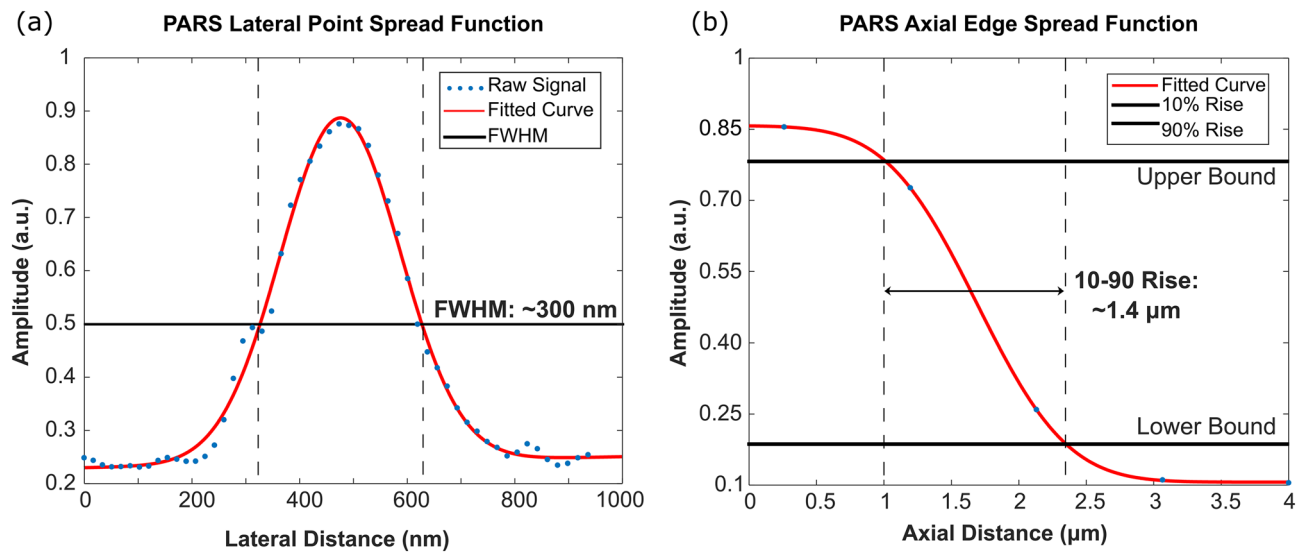 (a)
PARS Lateral Point Spread Function
1
0.9
0.8
0.7
0.6
0.5
0.4
0.3
0.2
Amplitude (a.u.)
Raw Signal
Fitted Curve
FWHM
FWHM: ~300 nm
0
200
400
600
800
1000
Lateral Distance (nm)
(b)
PARS Axial Edge Spread Function
1
0.85
0.70
0.55
0.40
0.25
0.1
Amplitude (a.u.)
Fitted Curve
10% Rise
90% Rise
Upper Bound
10-90 Rise:
~1.4 µm
Lower Bound
0
0.5
1
1.5
2
2.5
3
3.5
4
Axial Distance (µm)